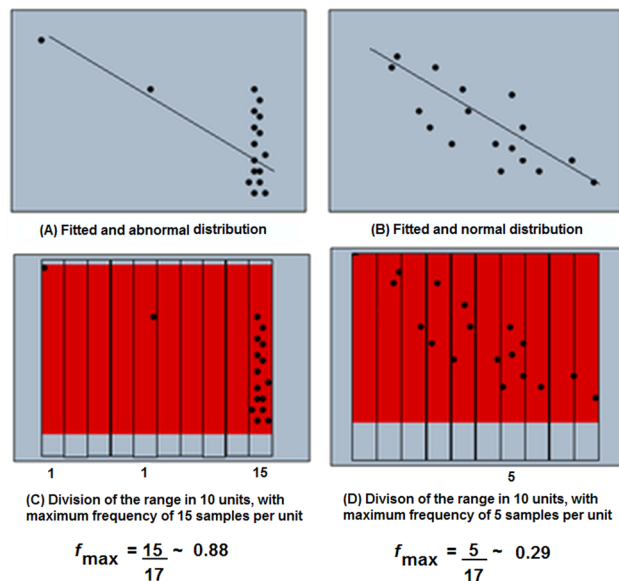 (A) Fitted and abnormal distribution
(B) Fitted and normal distribution
1 1 15
5
(C) Division of the range in 10 units, with
maximum frequency of 15 samples per unit
(D) Divison of the range in 10 units, with
maximum frequency of 5 samples per unit
fmax = 15/17 ~ 0.88
fmax = 5/17 ~ 0.29